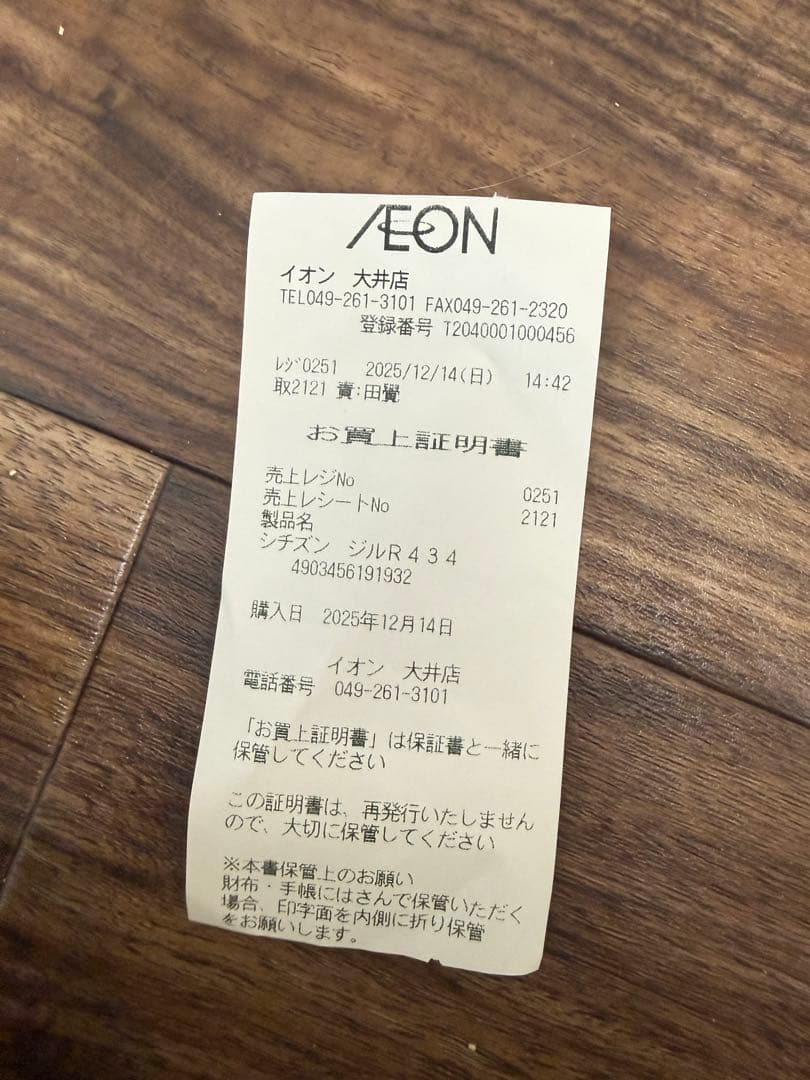 ÆON
イオン 大井店
TEL049-261-3101 FAX049-261-2320
登録番号 T2040001000456
レジ0251 2025/12/14(日) 14:42
取2121 責:田覺
お買上証明書
売上レジNo 0251
売上レシートNo 2121
製品名
シチズン ジルR434
4903456191932
購入日 2025年12月14日
イオン 大井店
電話番号 049-261-3101
「お買上証明書」は保証書と一緒に
保管してください
この証明書は、再発行いたしません
ので、大切に保管してください
※本書保管上のお願い
財布・手帳にはさんで保管いただく
場合、印字面を内側に折り保管
をお願いします。